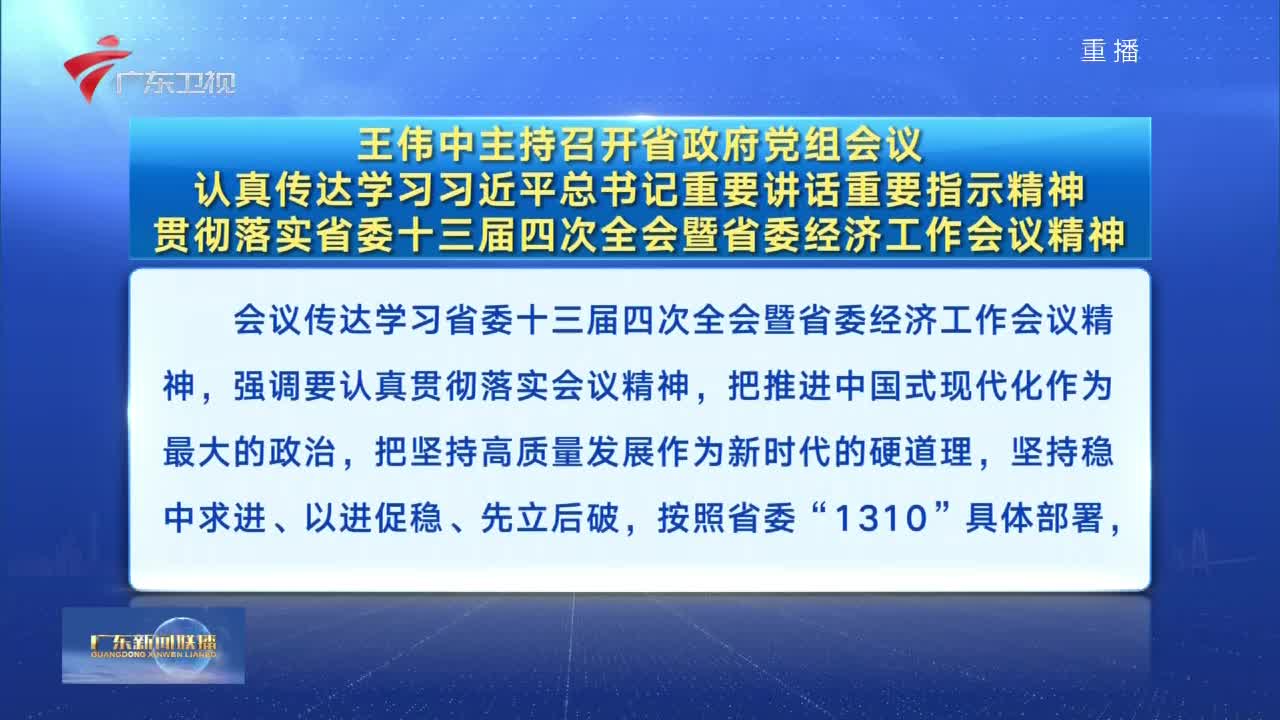 广东卫视
重播
王伟中主持召开省政府党组会议
认真传达学习习近平总书记重要讲话重要指示精神
贯彻落实省委十三届四次全会暨省委经济工作会议精神
会议传达学习省委十三届四次全会暨省委经济工作会议精
神，强调要认真贯彻落实会议精神，把推进中国式现代化作为
最大的政治，把坚持高质量发展作为新时代的硬道理，坚持稳
中求进、以进促稳、先立后破，按照省委“1310”具体部署，
广东新闻联播
GUANGDONG XINWEN LIANBO